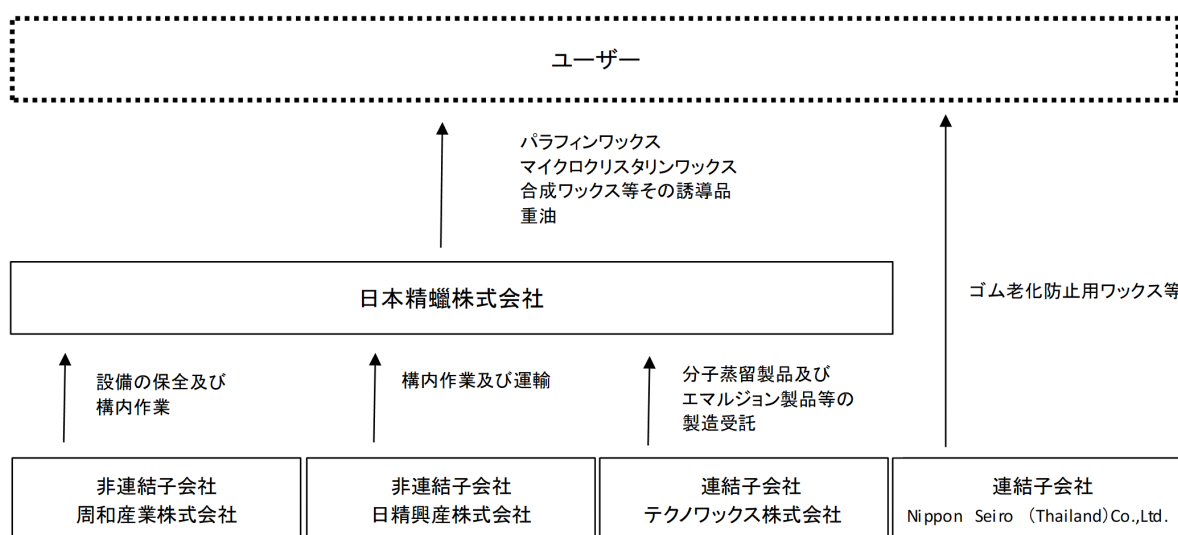 ユーザー
パラフィンワックス
マイクロクリスタリンワックス
合成ワックス等その誘導品
重油
日本精蠟株式会社
ゴム老化防止用ワックス等
設備の保全及び
構内作業
構内作業及び運輸
分子蒸留製品及び
エマルジョン製品等の
製造受託
非連結子会社
周和産業株式会社
非連結子会社
日精興産株式会社
連結子会社
テクノワックス株式会社
連結子会社
Nippon Seiro （Thailand）Co.,Ltd.